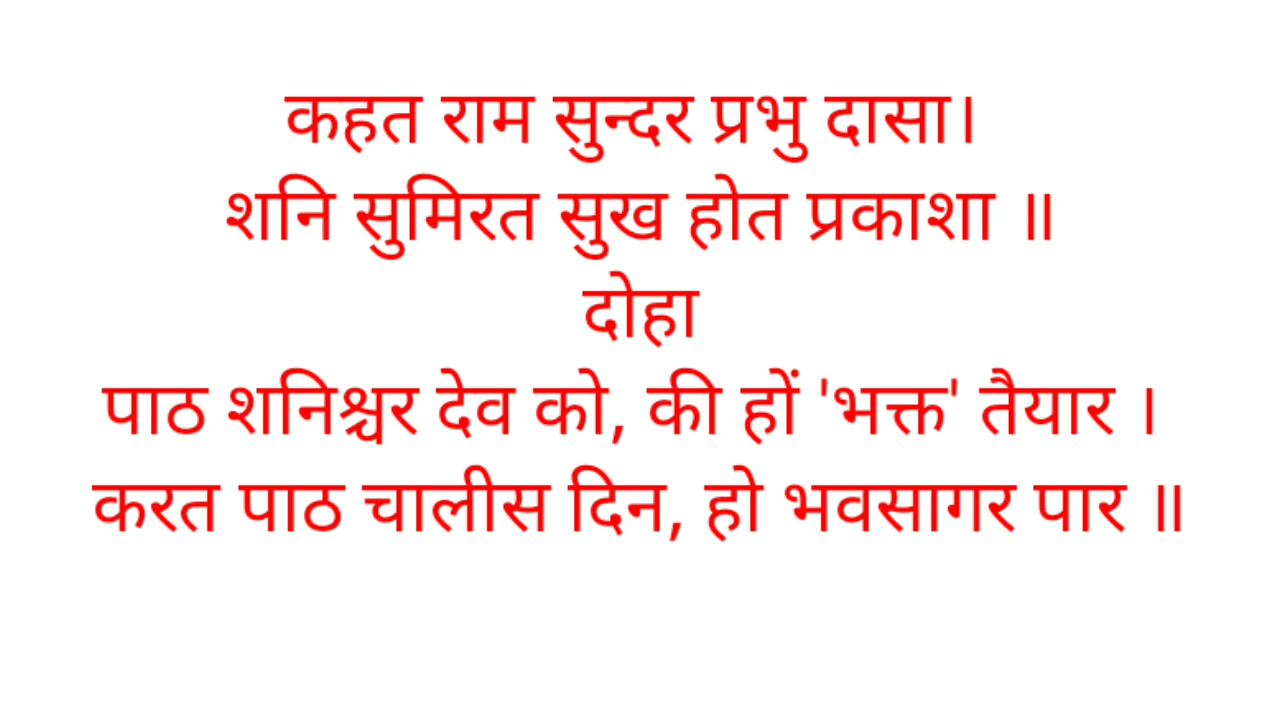 कहत राम सुन्दर प्रभु दासा।
शनि सुमिरत सुख होत प्रकाशा ॥
दोहा
पाठ शनिश्चर देव को, की हों 'भक्त' तैयार ।
करत पाठ चालीस दिन, हो भवसागर पार ॥